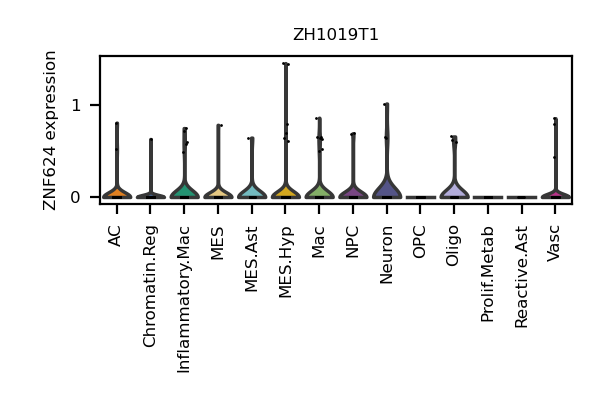 ZH1019T1
ZNF624 expression
1
0
AC
Chromatin.Reg
Inflammatory.Mac
MES
MES.Ast
MES.Hyp
Mac
NPC
Neuron
OPC
Oligo
Prolif.Metab
Reactive.Ast
Vasc